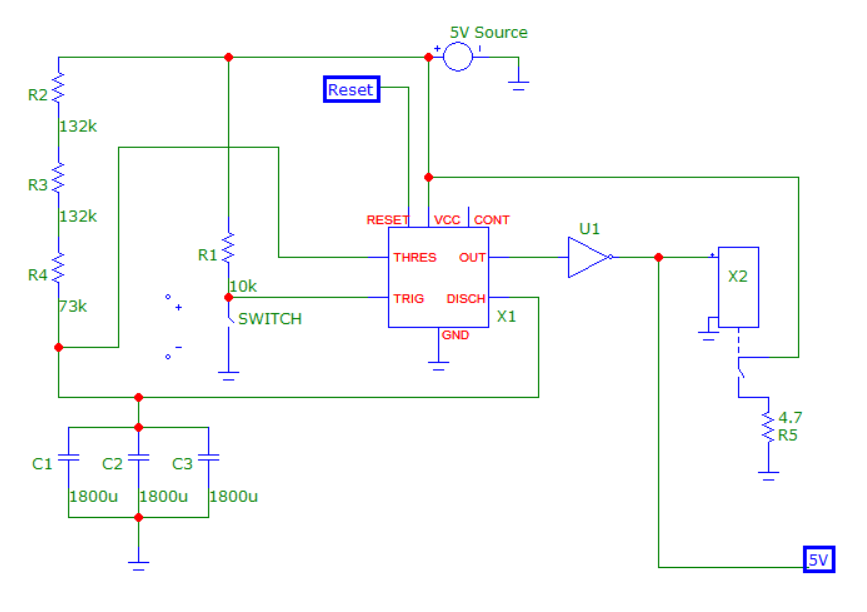 5V Source
+
-
Reset
R2
132k
R3
132k
R4
73k
R1
10k
+
-
SWITCH
RESET
VCC
CONT
THRES
OUT
TRIG
DISCH
GND
X1
U1
+
X2
4.7
R5
C1
C2
C3
1800u
1800u
1800u
5V